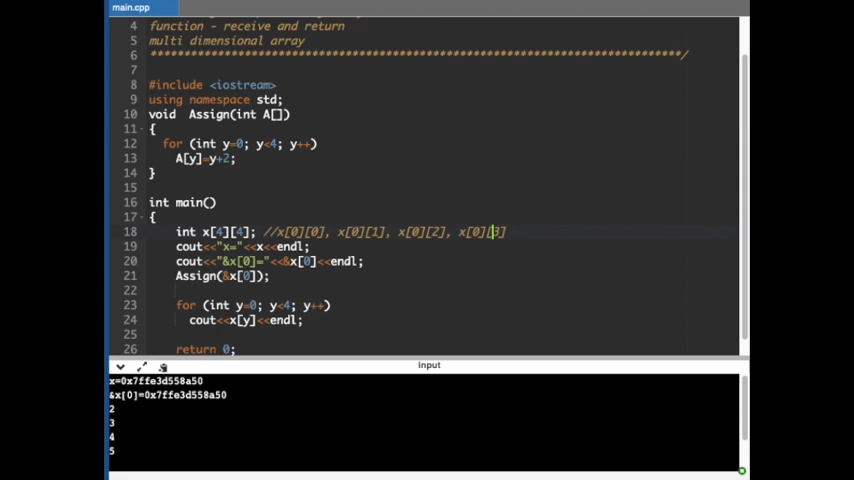 main.cpp
4 function - receive and return
5 multi dimensional array
6 *******************************************************************************/
7
8 #include <iostream>
9 using namespace std;
10 void  Assign(int A[])
11 {
12 for (int y=0; y<4; y++)
13 A[y]=y+2;
14 }
15
16 int main()
17 {
18 int x[4][4]; //x[0][0], x[0][1], x[0][2], x[0][3]
19 cout<<"x="<<x<<endl;
20 cout<<"&x[0]="<<&x[0]<<endl;
21 Assign(&x[0]);
22
23 for (int y=0; y<4; y++)
24 cout<<x[y]<<endl;
25
26 return 0;
input
x=0x7ffe3d558a50
&x[0]=0x7ffe3d558a50
2
3
4
5